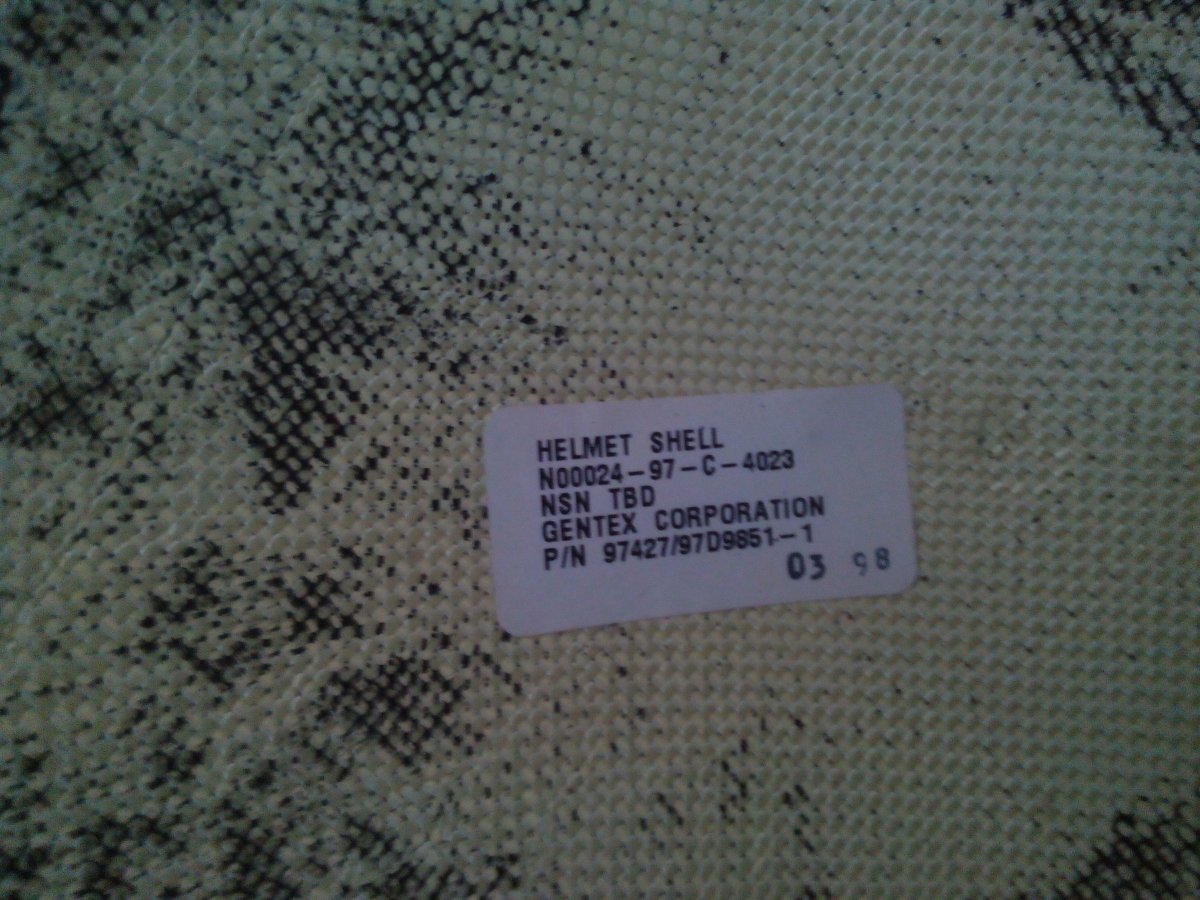 HELMET SHELL
N00024-97-C-4023
NSN TBD
GENTEX CORPORATION
P/N 97427/97D9851-1
03 98